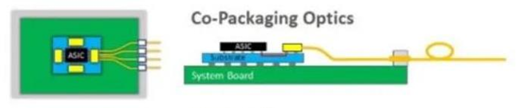 Co-Packaging Optics
ASIC
ASIC
Substrate
System Board